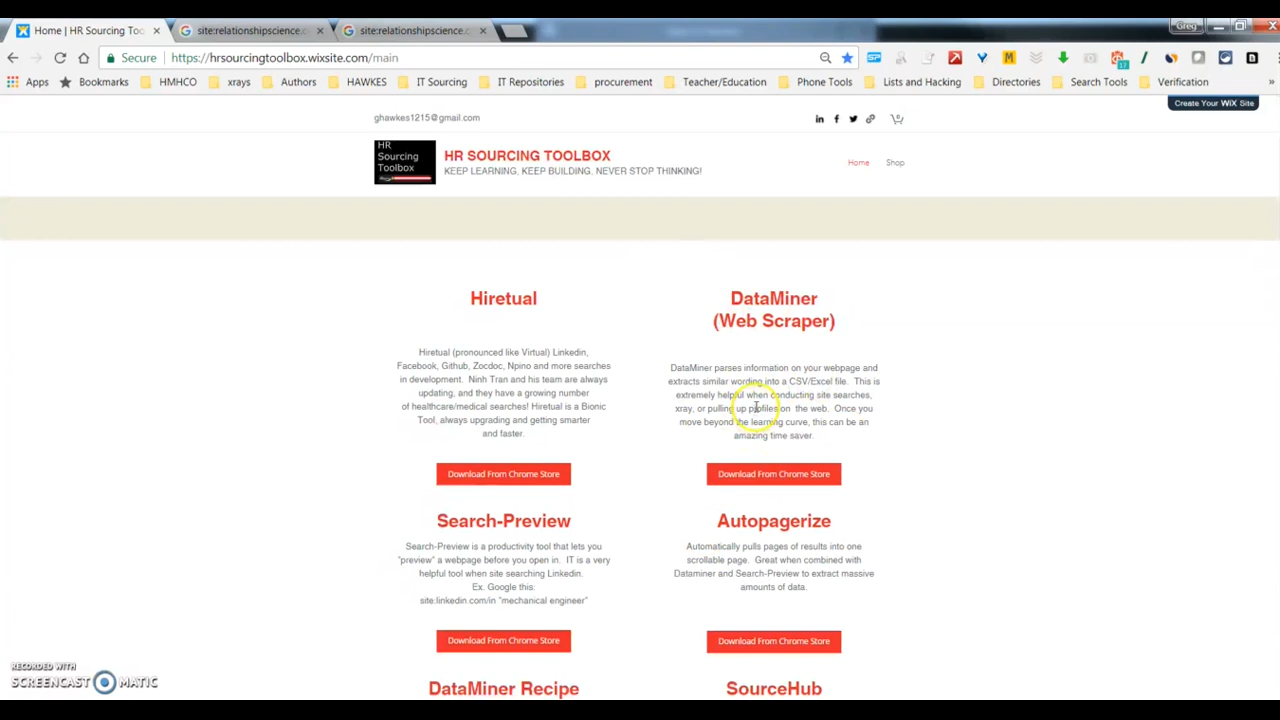 Home | HR Sourcing Too
site:relationshipscience.c
site:relationshipscience.c
Greg
Secure
https://hrsourcingtoolbox.wixsite.com/main
Apps
Bookmarks
HMHCO
xrays
Authors
HAWKES
IT Sourcing
IT Repositories
procurement
Teacher/Education
Phone Tools
Lists and Hacking
Directories
Search Tools
Verification
»
Create Your WiX Site
ghawkes1215@gmail.com
HR
Sourcing
Toolbox
HR SOURCING TOOLBOX
KEEP LEARNING, KEEP BUILDING. NEVER STOP THINKING!
Home
Shop
Hiretual
Hiretual (pronounced like Virtual) Linkedin,
Facebook, Github, Zocdoc, Npino and more searches
in development. Ninh Tran and his team are always
updating, and they have a growing number
of healthcare/medical searches! Hiretual is a Bionic
Tool, always upgrading and getting smarter
and faster.
Download From Chrome Store
DataMiner
(Web Scraper)
DataMiner parses information on your webpage and
extracts similar wording into a CSV/Excel file. This is
extremely helpful when conducting site searches,
xray, or pulling up profiles on the web. Once you
move beyond the learning curve, this can be an
amazing time saver.
Download From Chrome Store
Search-Preview
Search-Preview is a productivity tool that lets you
"preview" a webpage before you open in. IT is a very
helpful tool when site searching Linkedin.
Ex. Google this:
site:linkedin.com/in "mechanical engineer"
Download From Chrome Store
Autopagerize
Automatically pulls pages of results into one
scrollable page. Great when combined with
Dataminer and Search-Preview to extract massive
amounts of data.
Download From Chrome Store
DataMiner Recipe
SourceHub
RECORDED WITH
SCREENCAST MATIC